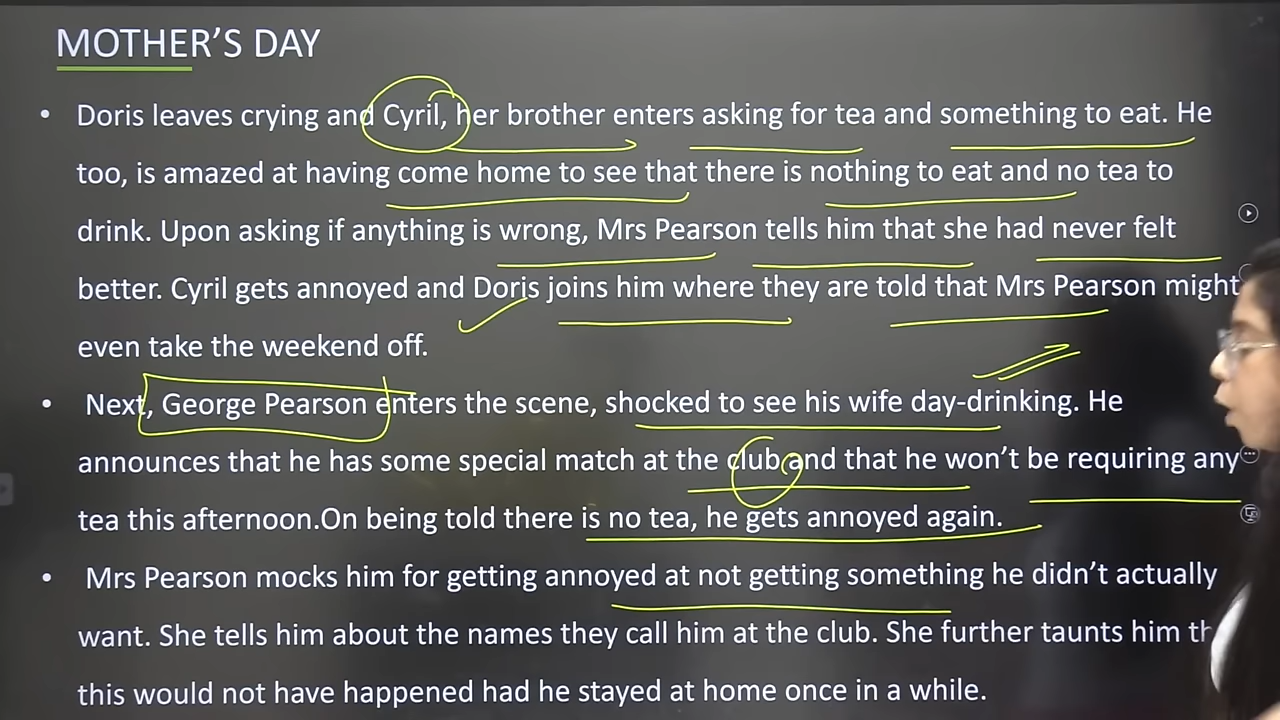 MOTHER’S DAY
• Doris leaves crying and Cyril, her brother enters asking for tea and something to eat. He
too, is amazed at having come home to see that there is nothing to eat and no tea to
drink. Upon asking if anything is wrong, Mrs Pearson tells him that she had never felt
better. Cyril gets annoyed and Doris joins him where they are told that Mrs Pearson might
even take the weekend off.
• Next, George Pearson enters the scene, shocked to see his wife day-drinking. He
announces that he has some special match at the club and that he won’t be requiring any
tea this afternoon.On being told there is no tea, he gets annoyed again.
• Mrs Pearson mocks him for getting annoyed at not getting something he didn’t actually
want. She tells him about the names they call him at the club. She further taunts him
this would not have happened had he stayed at home once in a while.